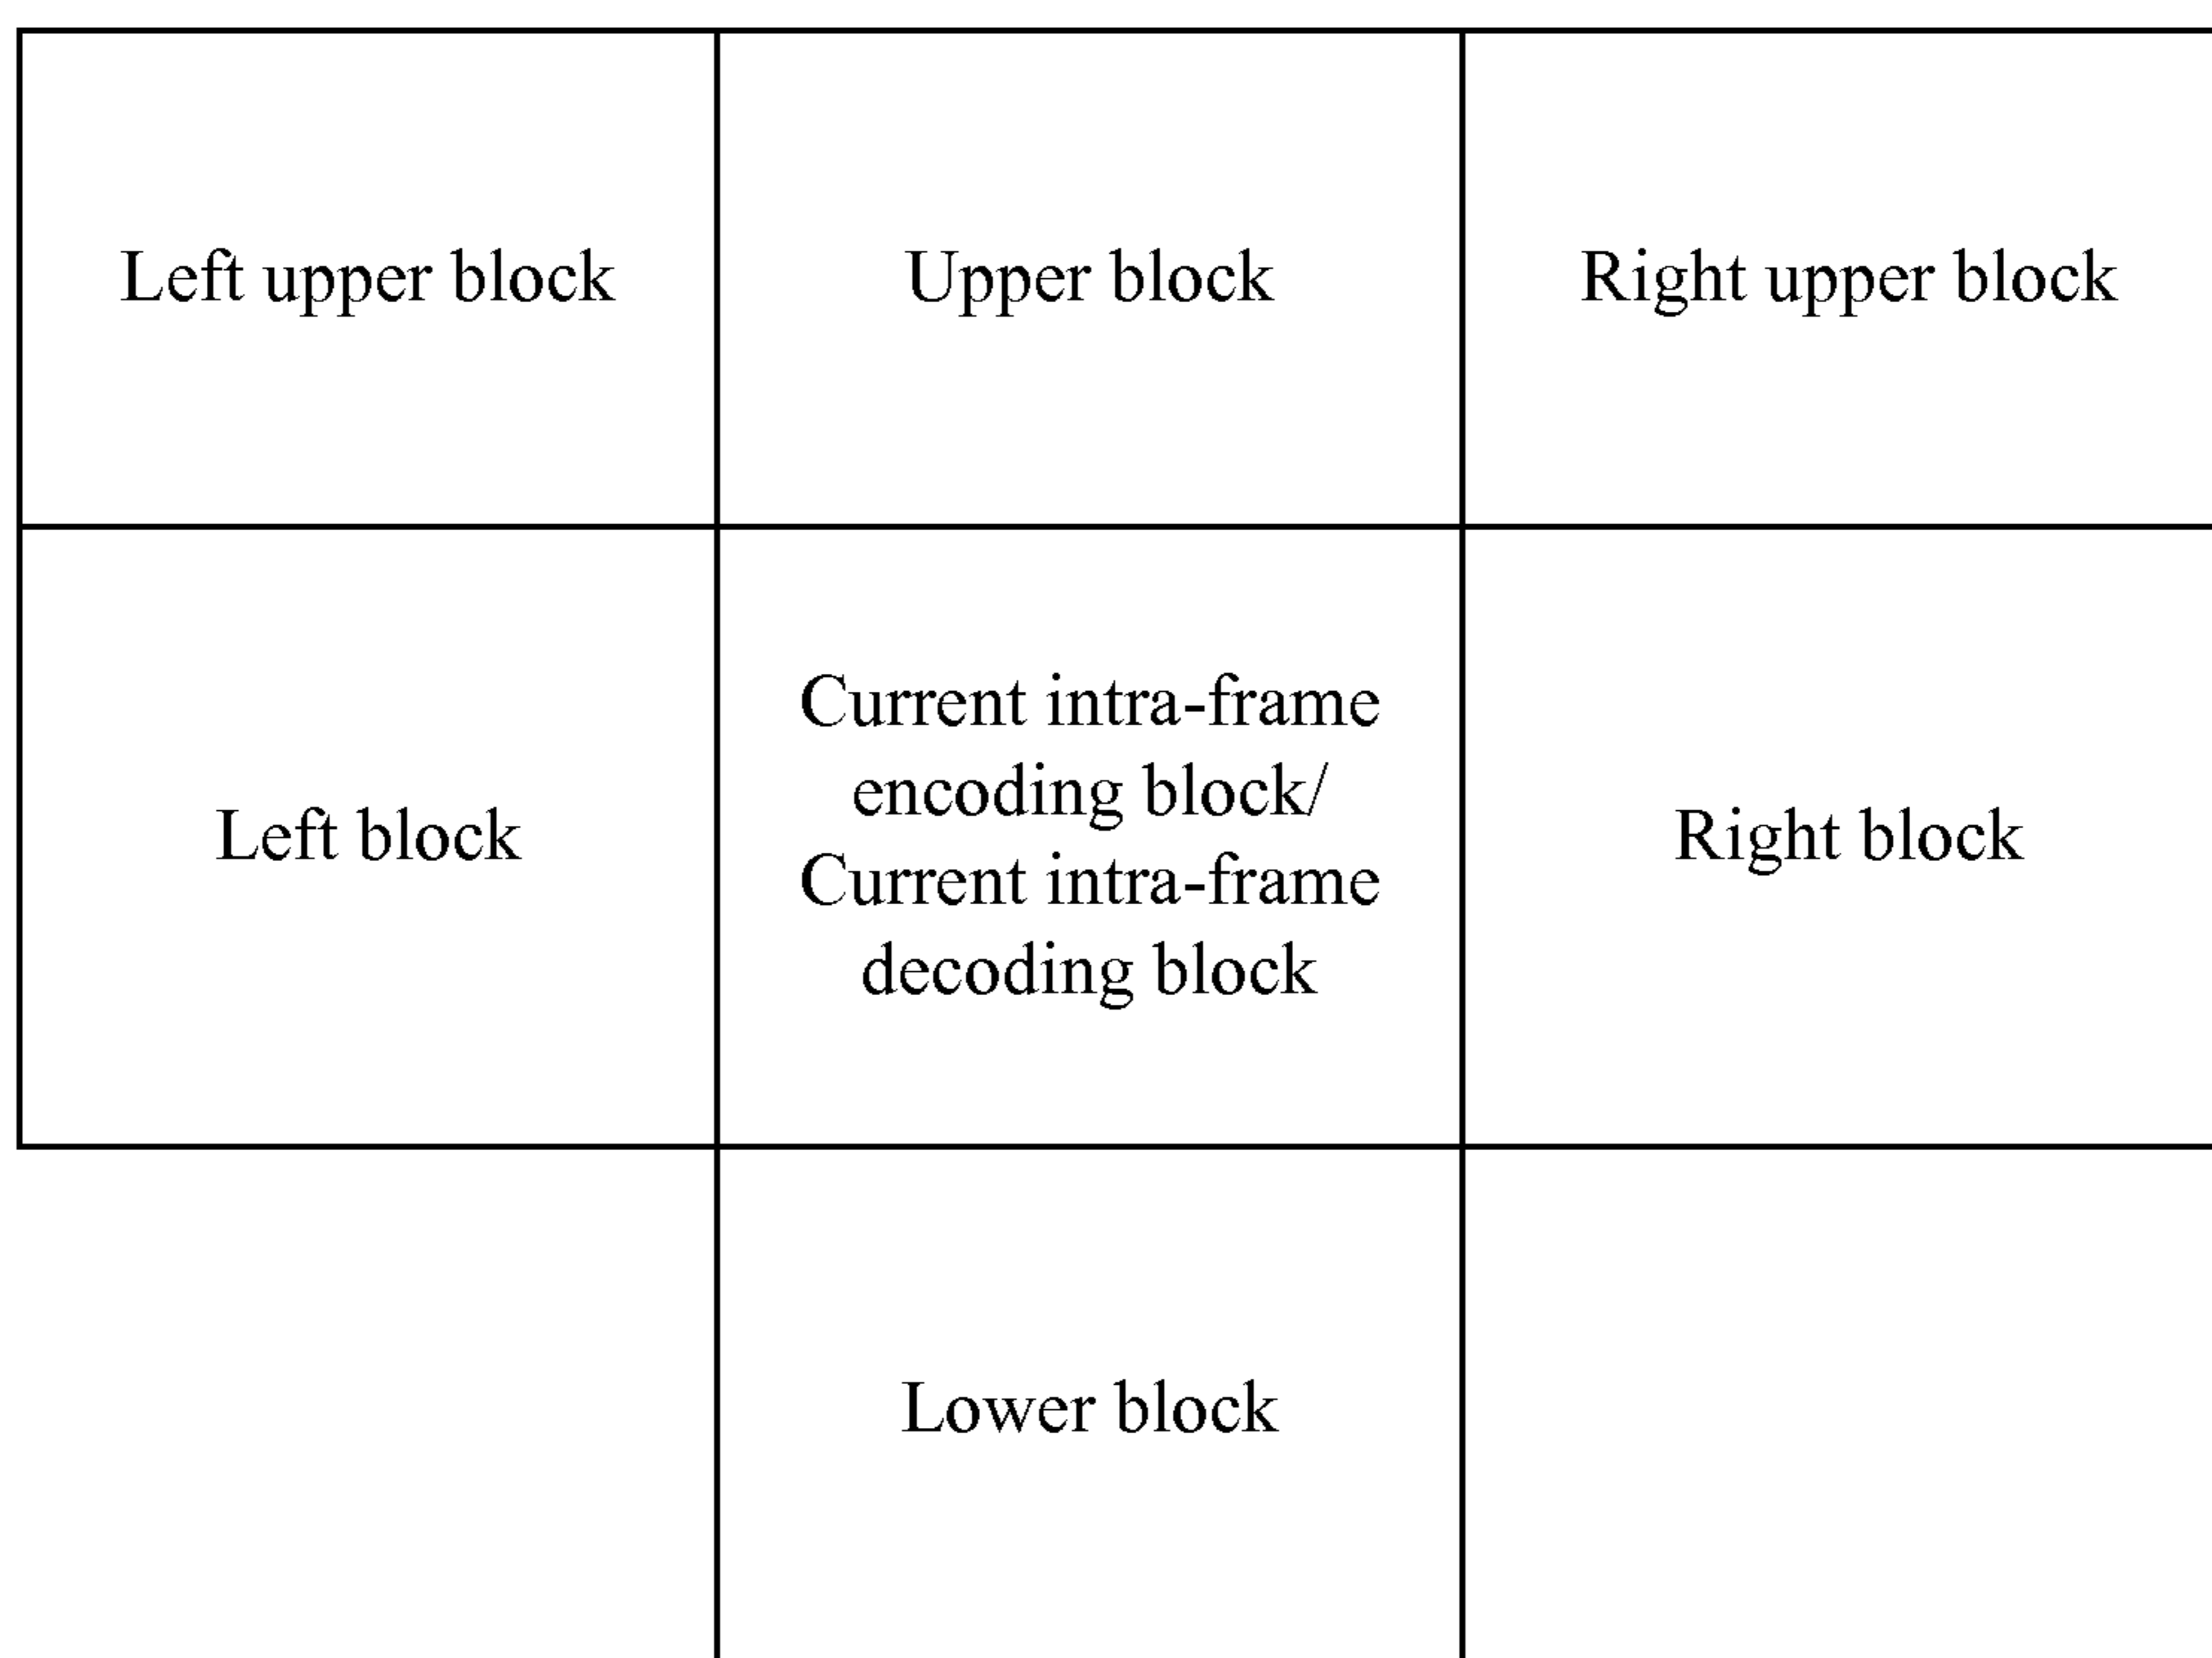 Left upper block
Upper block
Right upper block
Left block
Current intra-frame
encoding block/
Current intra-frame
decoding block
Right block
Lower block